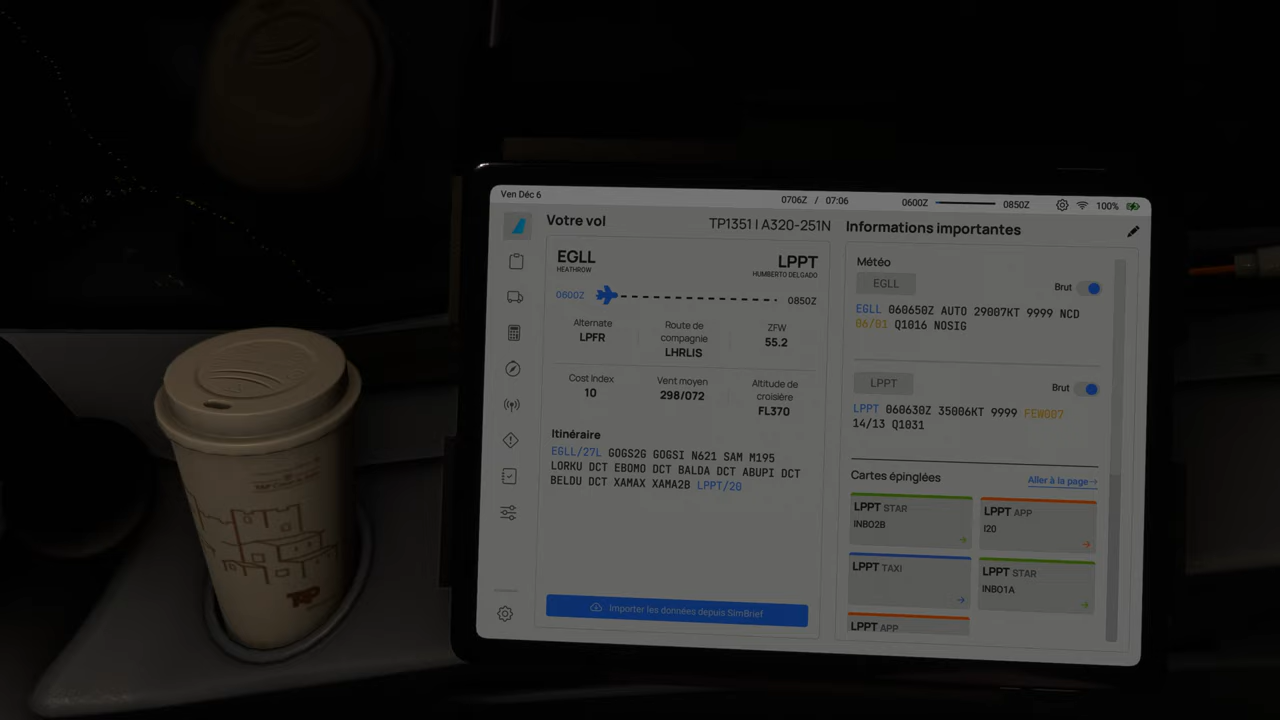 Ven Déc 6
0706Z / 07:06
0600Z
0850Z
100%
Votre vol
TP1351 | A320-251N
EGLL
HEATHROW
LPPT
HUMBERTO DELGADO
0600Z
0850Z
Alternate
LPFR
Route de
compagnie
LHRLIS
ZFW
55.2
Cost Index
10
Vent moyen
298/072
Altitude de
croisière
FL370
Itinéraire
EGLL/27L GOGS2G GOGSI N621 SAM M195
LORKU DCT EBOMO DCT BALDA DCT ABUPI DCT
BELDU DCT XAMAX XAMA2B LPPT/20
Importer les données depuis SimBrief
Informations importantes
Météo
EGLL
Brut
EGLL 060650Z AUTO 29007KT 9999 NCD
06/01 Q1016 NOSIG
LPPT
Brut
LPPT 060630Z 35006KT 9999 FEW007
14/13 Q1031
Cartes épinglées
Aller à la page
LPPT STAR
INBO2B
LPPT APP
I20
LPPT TAXI
LPPT STAR
INBO1A
LPPT APP
TAP